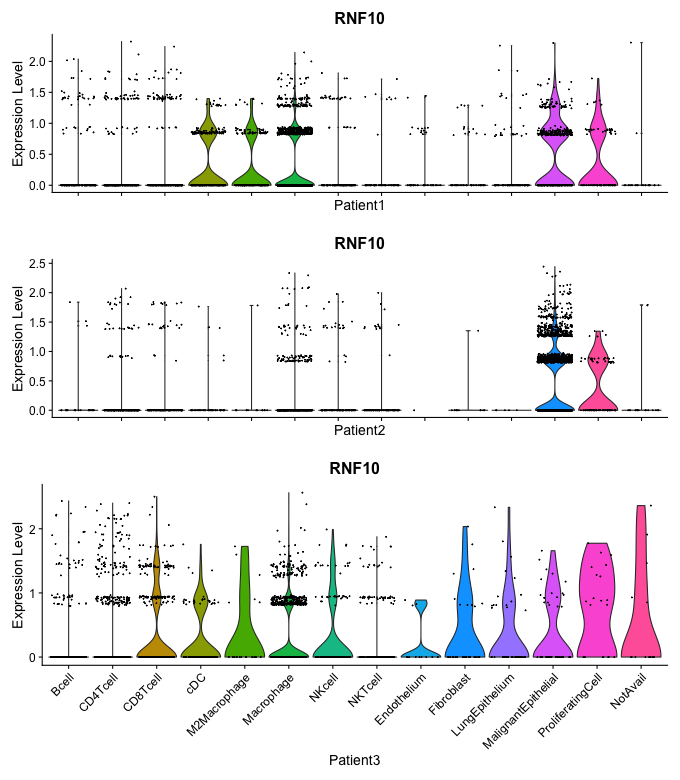 RNF10
Expression Level
2.0
1.5
1.0
0.5
0.0
Patient1
RNF10
Expression Level
2.5
2.0
1.5
1.0
0.5
0.0
Patient2
RNF10
Expression Level
2
1
0
Bcell
CD4Tcell
CD8Tcell
cDC
M2Macrophage
Macrophage
NKcell
NKTcell
Endothelium
Fibroblast
LungEpithelium
MalignantEpithelial
ProliferatingCell
NotAvail
Patient3